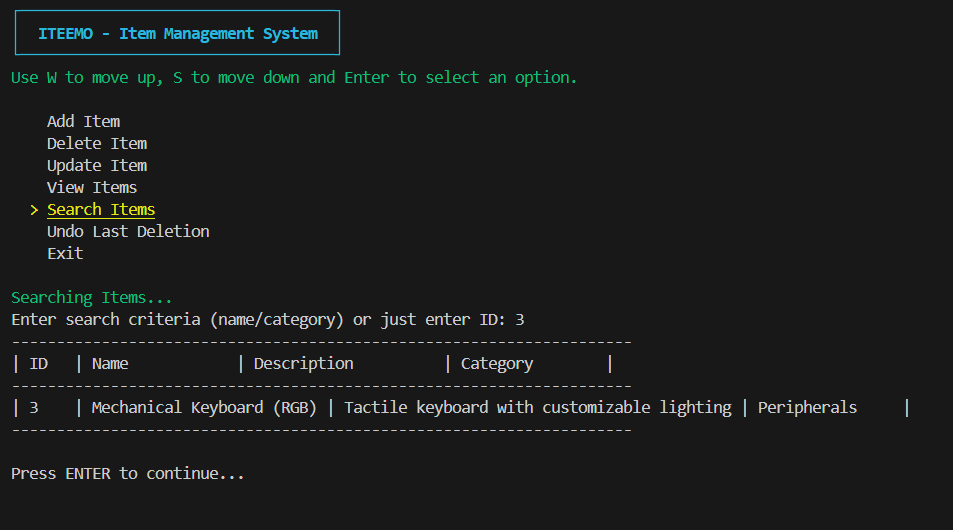 ITEEMO - Item Management System
Use W to move up, S to move down and Enter to select an option.
Add Item
Delete Item
Update Item
View Items
> Search Items
Undo Last Deletion
Exit
Searching Items...
Enter search criteria (name/category) or just enter ID: 3
---------------------------------------------------------------------
| ID   | Name            | Description          | Category        |
---------------------------------------------------------------------
| 3    | Mechanical Keyboard (RGB) | Tactile keyboard with customizable lighting | Peripherals     |
---------------------------------------------------------------------
Press ENTER to continue...